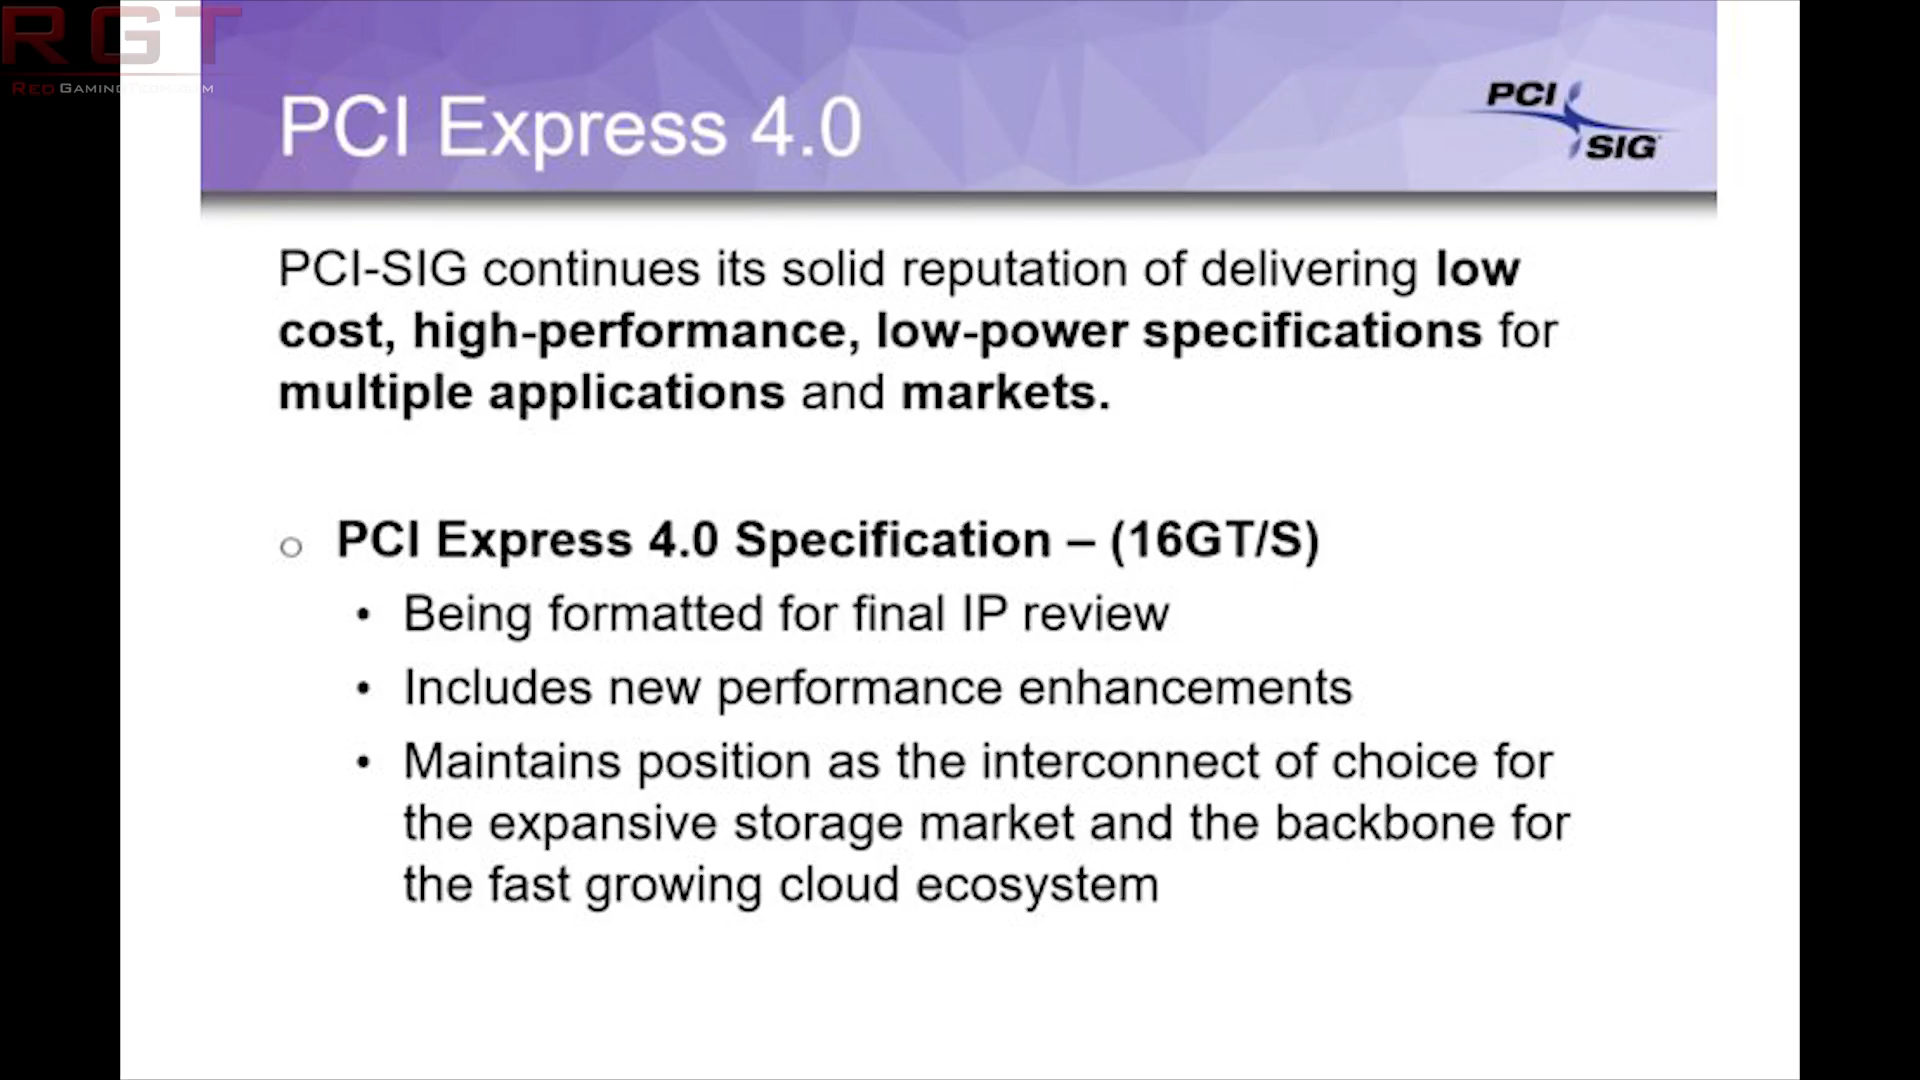 RGT
RedGamingTech.com
PCI Express 4.0
PCI
SIG
PCI-SIG continues its solid reputation of delivering low
cost, high-performance, low-power specifications for
multiple applications and markets.
PCI Express 4.0 Specification – (16GT/S)
• Being formatted for final IP review
• Includes new performance enhancements
• Maintains position as the interconnect of choice for
the expansive storage market and the backbone for
the fast growing cloud ecosystem